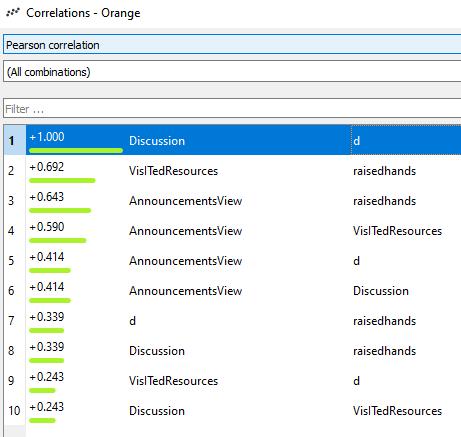 Correlations - Orange
Pearson correlation
(All combinations)
Filter ...
1 +1.000 Discussion d
2 +0.692 VisITedResources raisedhands
3 +0.643 AnnouncementsView raisedhands
4 +0.590 AnnouncementsView VisITedResources
5 +0.414 AnnouncementsView d
6 +0.414 AnnouncementsView Discussion
7 +0.339 d raisedhands
8 +0.339 Discussion raisedhands
9 +0.243 VisITedResources d
10 +0.243 Discussion VisITedResources